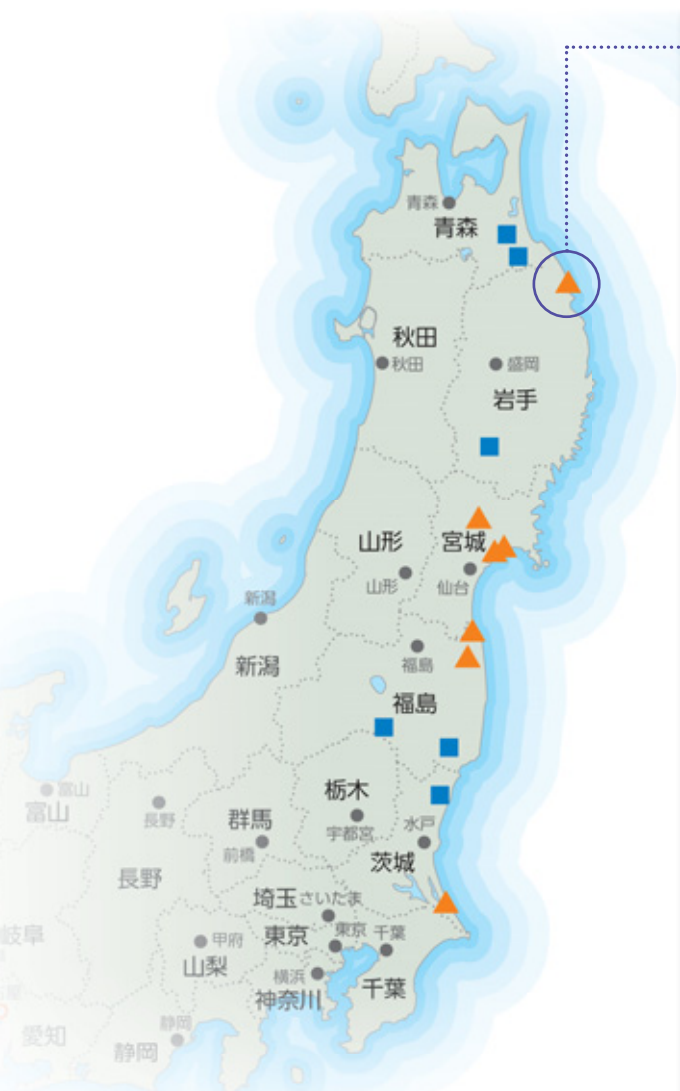 青森
青森
秋田
秋田
盛岡
岩手
山形
宮城
山形
仙台
新潟
新潟
福島
福島
富山
富山
長野
長野
群馬
前橋
栃木
宇都宮
水戸
茨城
埼玉 さいたま
東京 東京 千葉
岐阜
甲府
山梨
横浜
神奈川
千葉
静岡
静岡
愛知